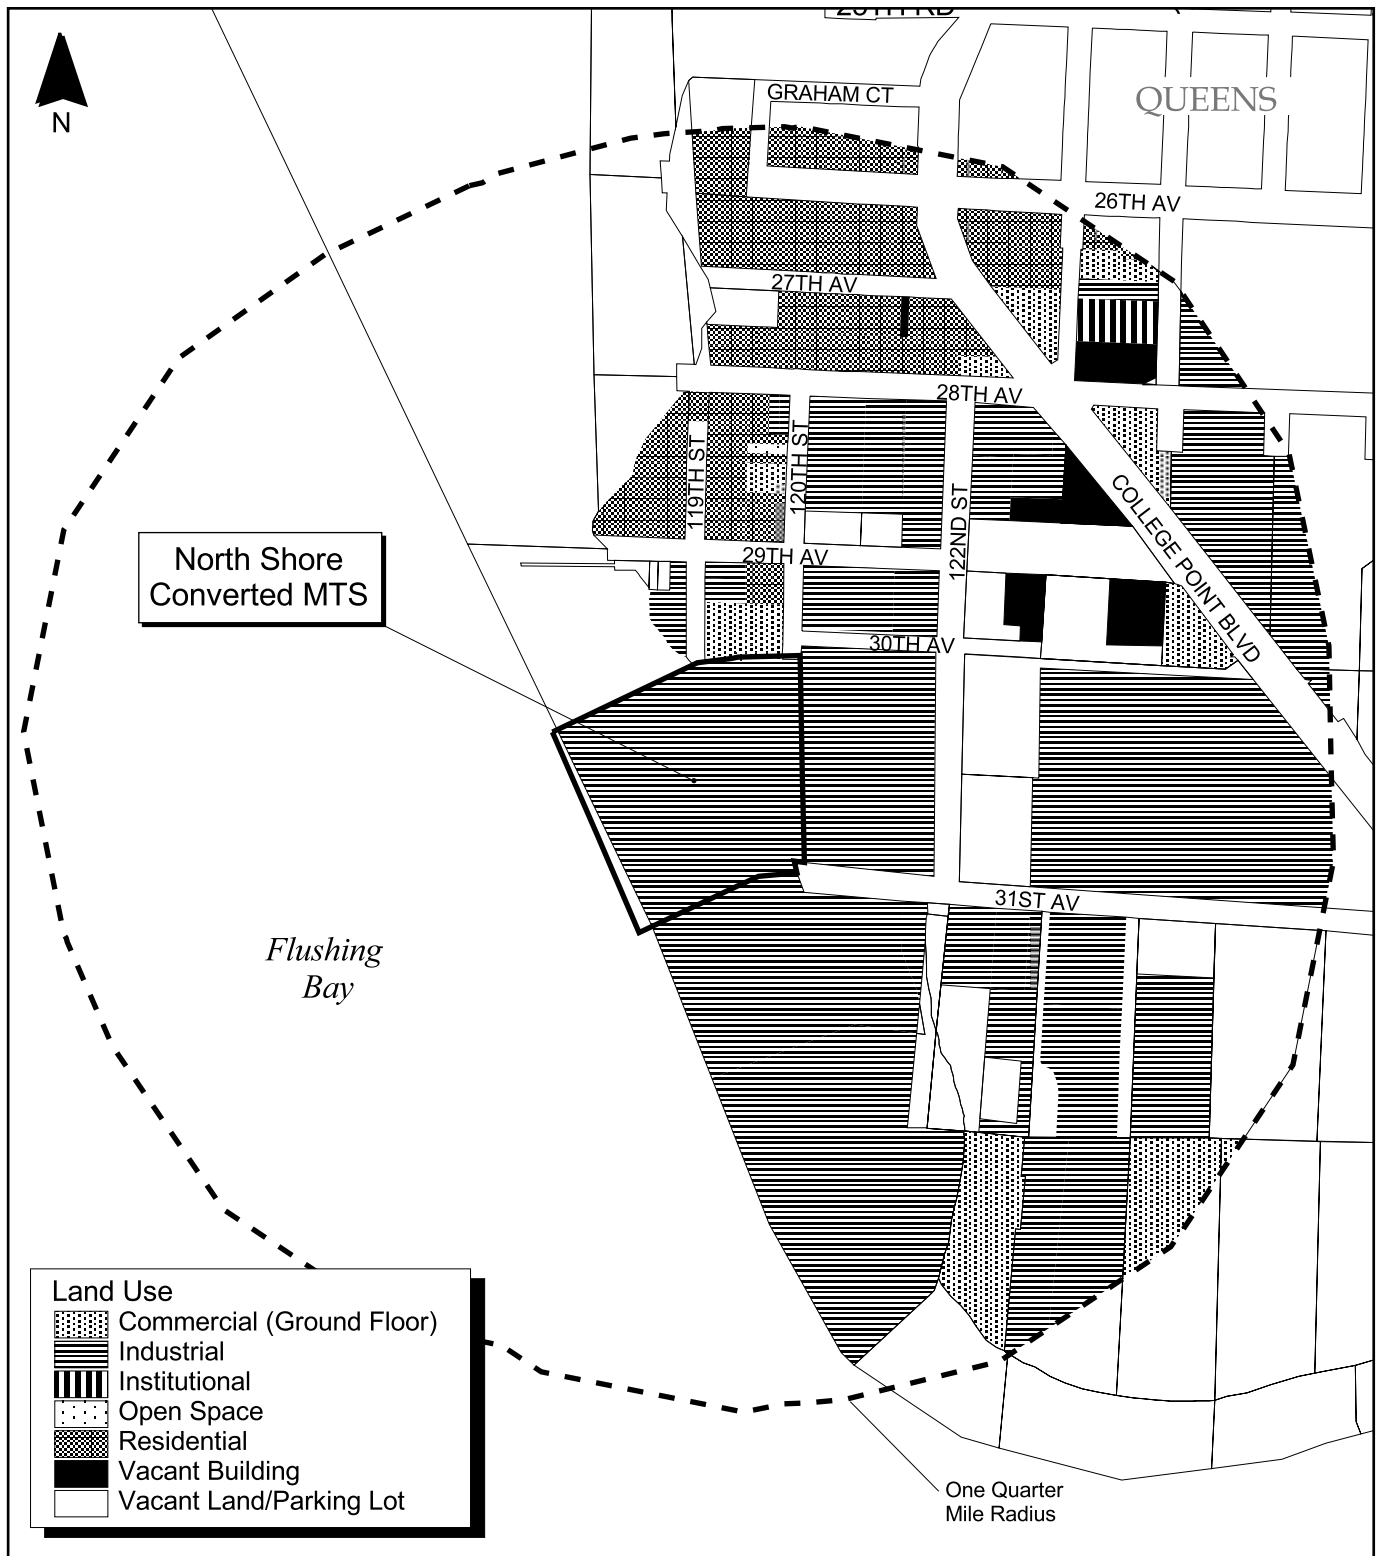 25TH RD
QUEENS
GRAHAM CT
N
26TH AV
27TH AV
28TH AV
119TH ST
120TH ST
122ND ST
COLLEGE POINT BLVD
North Shore
Converted MTS
29TH AV
30TH AV
31ST AV
Flushing
Bay
Land Use
Commercial (Ground Floor)
Industrial
Institutional
Open Space
Residential
Vacant Building
Vacant Land/Parking Lot
One Quarter
Mile Radius